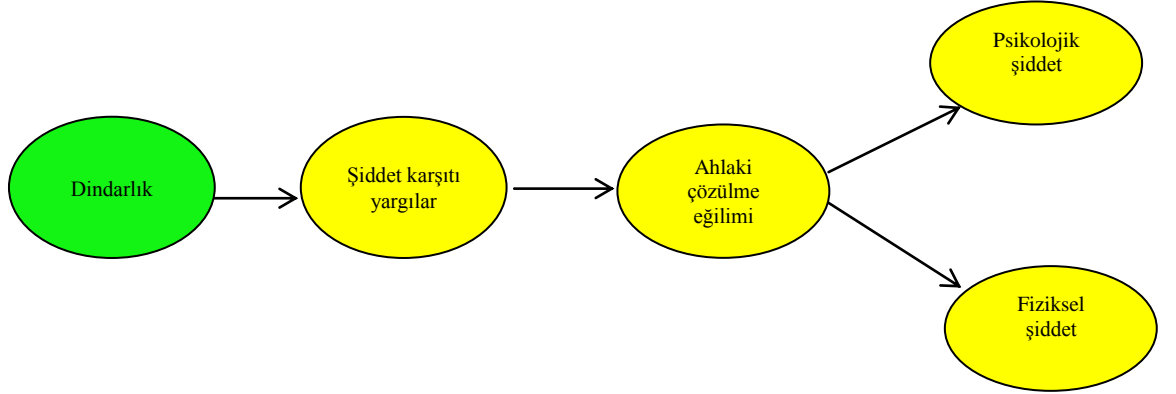 Dindarlık
Şiddet karşıtı
yargılar
Ahlaki
çözülme
eğilimi
Psikolojik
şiddet
Fiziksel
şiddet